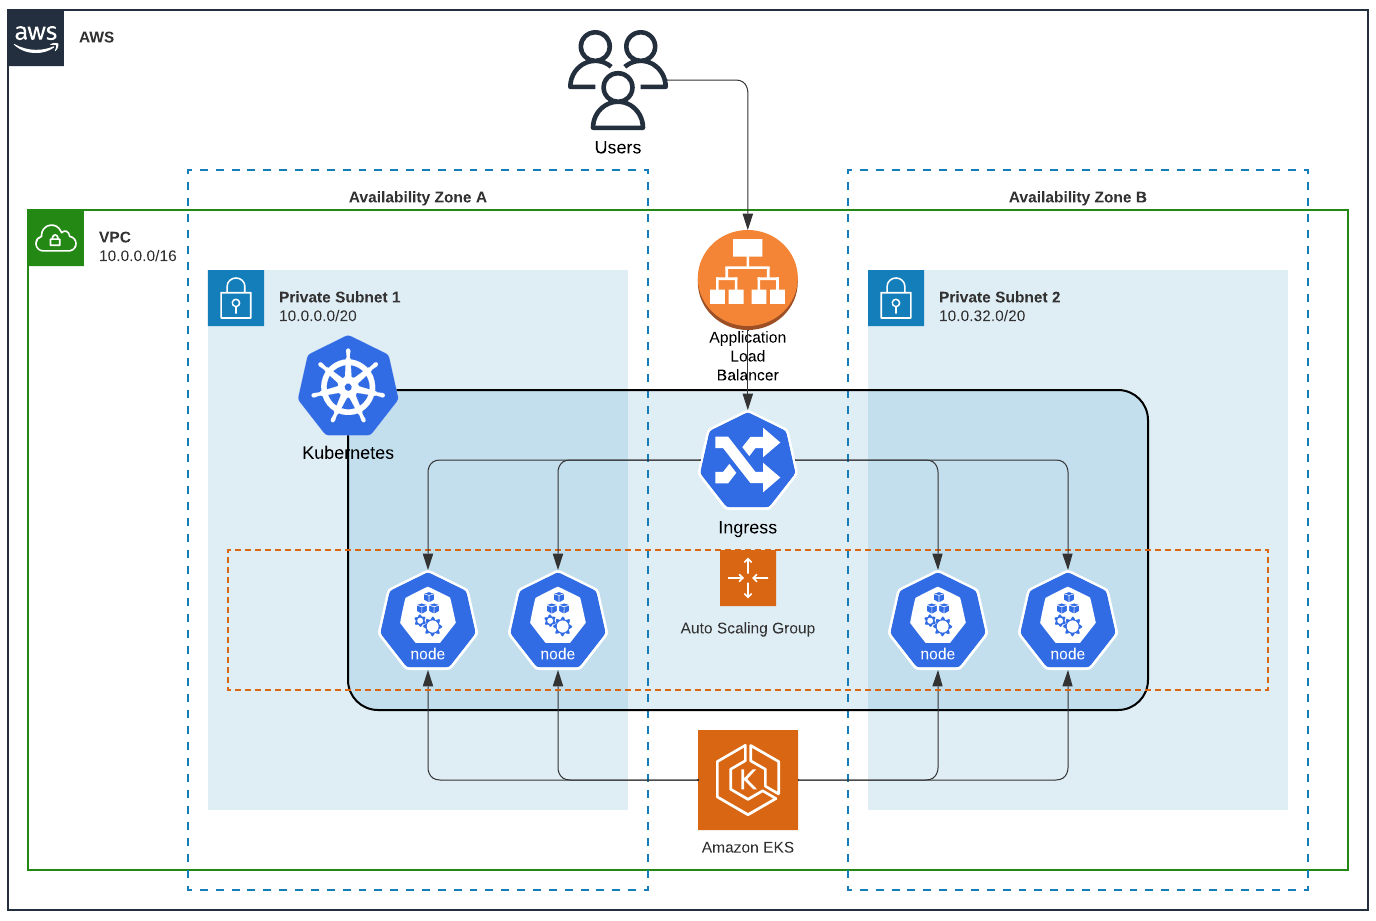 aws
AWS
Users
Availability Zone A
Availability Zone B
VPC
10.0.0.0/16
Private Subnet 1
10.0.0.0/20
Private Subnet 2
10.0.32.0/20
Application
Load
Balancer
Kubernetes
Ingress
Auto Scaling Group
node
node
node
node
K
Amazon EKS